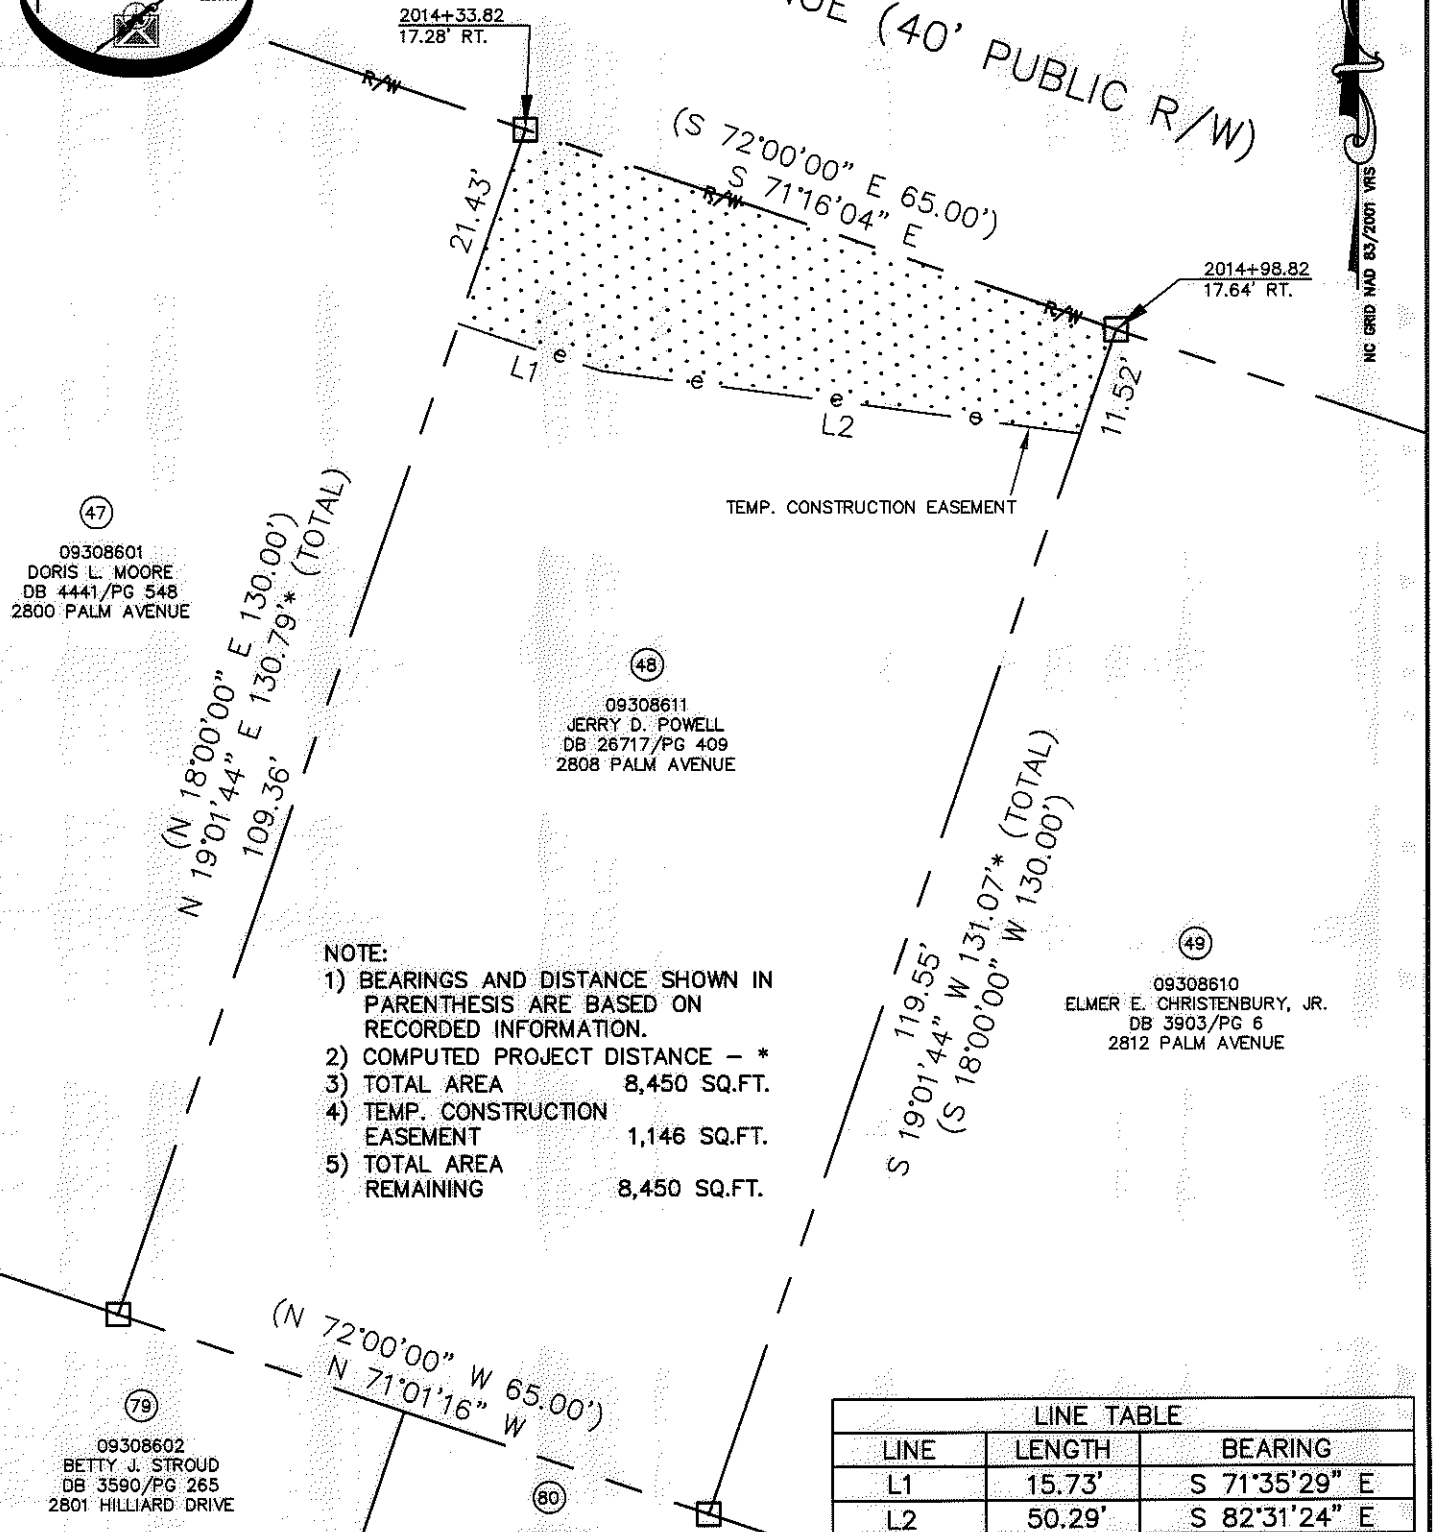 2014+33.82
17.28' RT.
(40' PUBLIC R/W)
R/W
(S 72°00'00" E 65.00')
S 71°16'04" E
R/W
21.43'
2014+98.82
17.64' RT.
R/W
NC GRID NAD 83/2001 VRS
11.52'
L1
e
e
e
L2
e
TEMP. CONSTRUCTION EASEMENT
47
09308601
DORIS L. MOORE
DB 4441/PG 548
2800 PALM AVENUE
(N 18°00'00" E 130.00')
N 19°01'44" E 130.79'* (TOTAL)
109.36'
48
09308611
JERRY D. POWELL
DB 26717/PG 409
2808 PALM AVENUE
119.55'
S 19°01'44" W 131.07'* (TOTAL)
(S 18°00'00" W 130.00')
49
09308610
ELMER E. CHRISTENBURY, JR.
DB 3903/PG 6
2812 PALM AVENUE
NOTE:
1) BEARINGS AND DISTANCE SHOWN IN
PARENTHESIS ARE BASED ON
RECORDED INFORMATION.
2) COMPUTED PROJECT DISTANCE – *
3) TOTAL AREA 8,450 SQ.FT.
4) TEMP. CONSTRUCTION
EASEMENT 1,146 SQ.FT.
5) TOTAL AREA
REMAINING 8,450 SQ.FT.
(N 72°00'00" W 65.00')
N 71°01'16" W
79
09308602
BETTY J. STROUD
DB 3590/PG 265
2801 HILLIARD DRIVE
80
LINE TABLE
LINE LENGTH BEARING
L1 15.73' S 71°35'29" E
L2 50.29' S 82°31'24" E